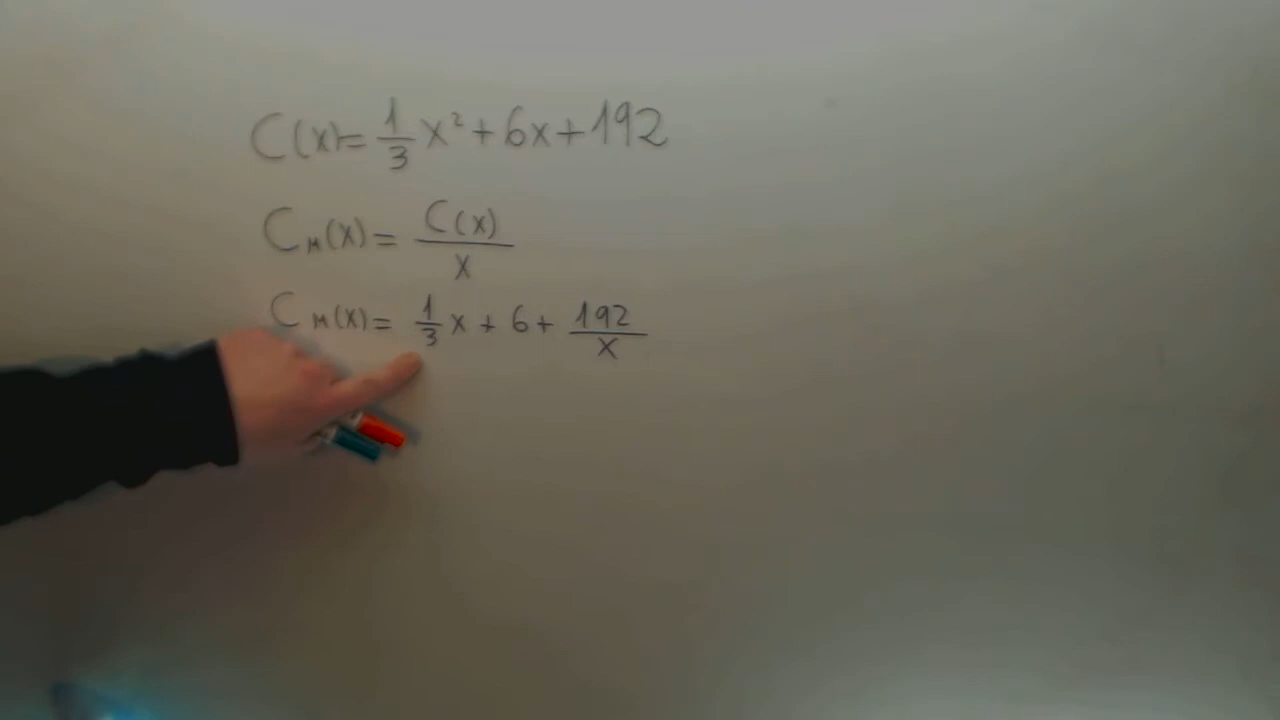 C(x)= 1/3 x² + 6x + 192
C_M(x) = C(x)/x
C_M(x) = 1/3 x + 6 + 192/x